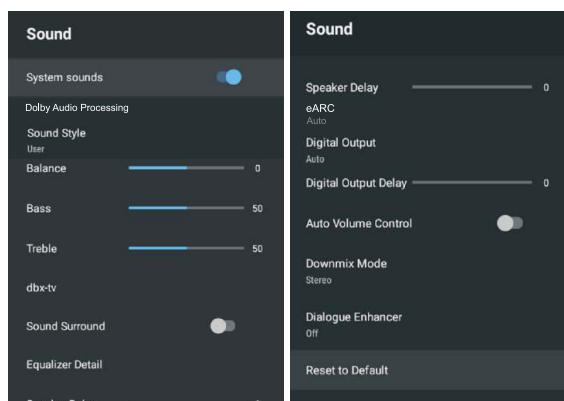 Sound
System sounds
Dolby Audio Processing
Sound Style
User
Balance 0
Bass 50
Treble 50
dbx-tv
Sound Surround
Equalizer Detail
Sound
Speaker Delay 0
eARC
Auto
Digital Output
Auto
Digital Output Delay 0
Auto Volume Control
Downmix Mode
Stereo
Dialogue Enhancer
Off
Reset to Default